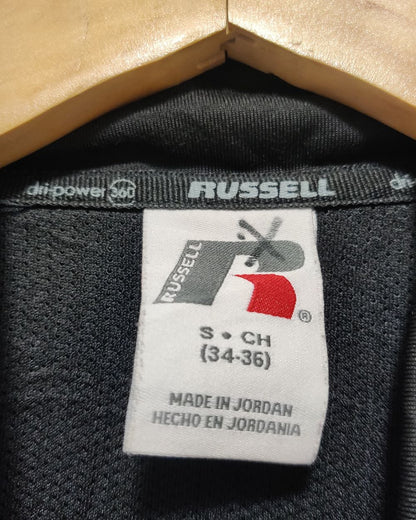 dri-power 360 RUSSELL dri
RUSSELL
R ®
S • CH
(34-36)
MADE IN JORDAN
HECHO EN JORDANIA